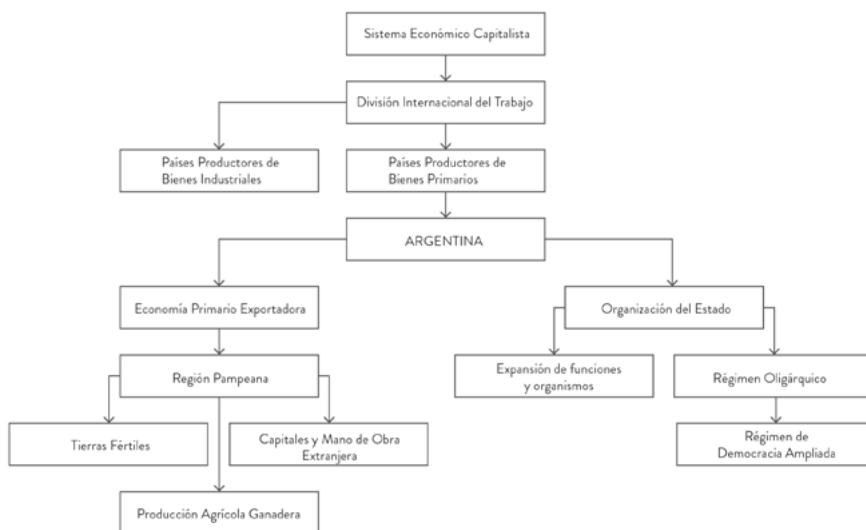 Sistema Económico Capitalista
División Internacional del Trabajo
Países Productores de
Bienes Industriales
Países Productores de
Bienes Primarios
ARGENTINA
Economía Primario Exportadora
Organización del Estado
Región Pampeana
Expansión de funciones
y organismos
Régimen Oligárquico
Tierras Fértiles
Capitales y Mano de Obra
Extranjera
Régimen de
Democracia Ampliada
Producción Agrícola Ganadera